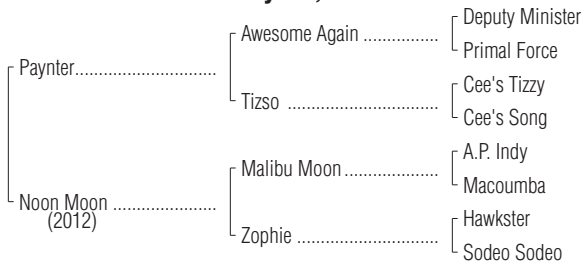 Deputy Minister
Awesome Again ................
Primal Force
Paynter..............................
Cee's Tizzy
Tizso ................................
Cee's Song
A.P. Indy
Malibu Moon....................
Macoumba
Noon Moon ......................
(2012)
Hawkster
Zophie ..............................
Sodeo Sodeo